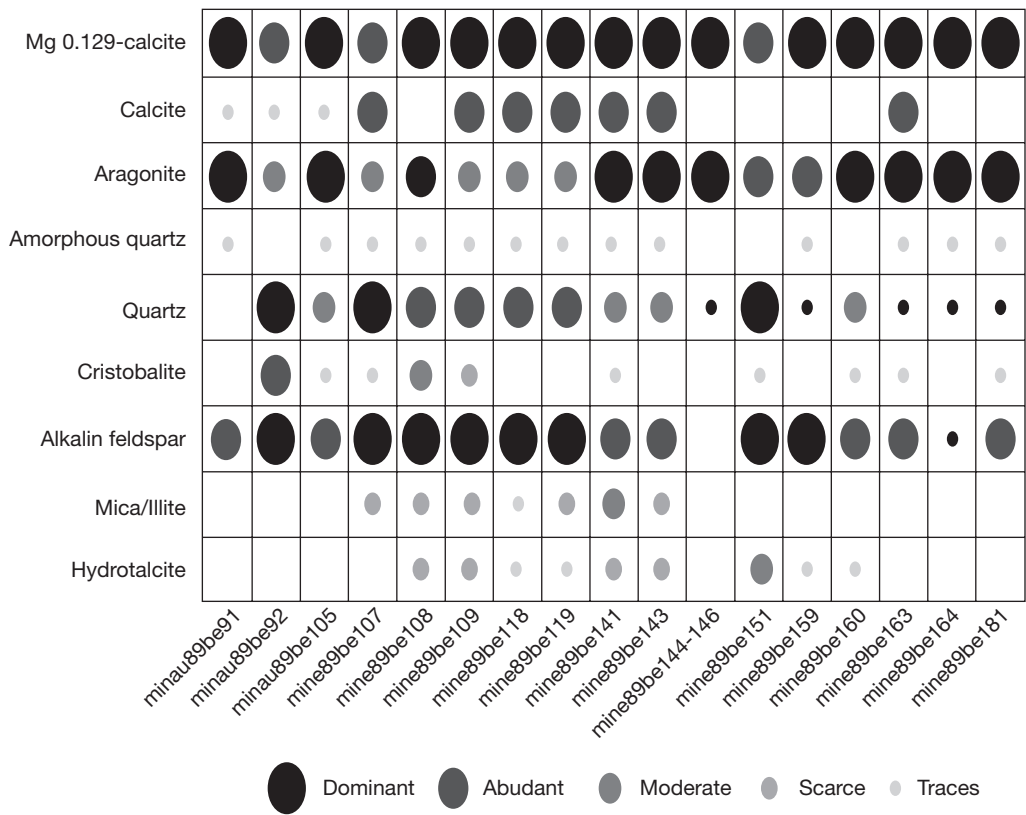 Mg 0.129-calcite
Calcite
Aragonite
Amorphous quartz
Quartz
Cristobalite
Alkalin feldspar
Mica/Illite
Hydrotalcite
minau89be91
minau89be92
minau89be105
mine89be107
mine89be108
mine89be109
mine89be118
mine89be119
mine89be141
mine89be143
mine89be144-146
mine89be151
mine89be159
mine89be160
mine89be163
mine89be164
mine89be181
Dominant Abudant Moderate Scarce Traces